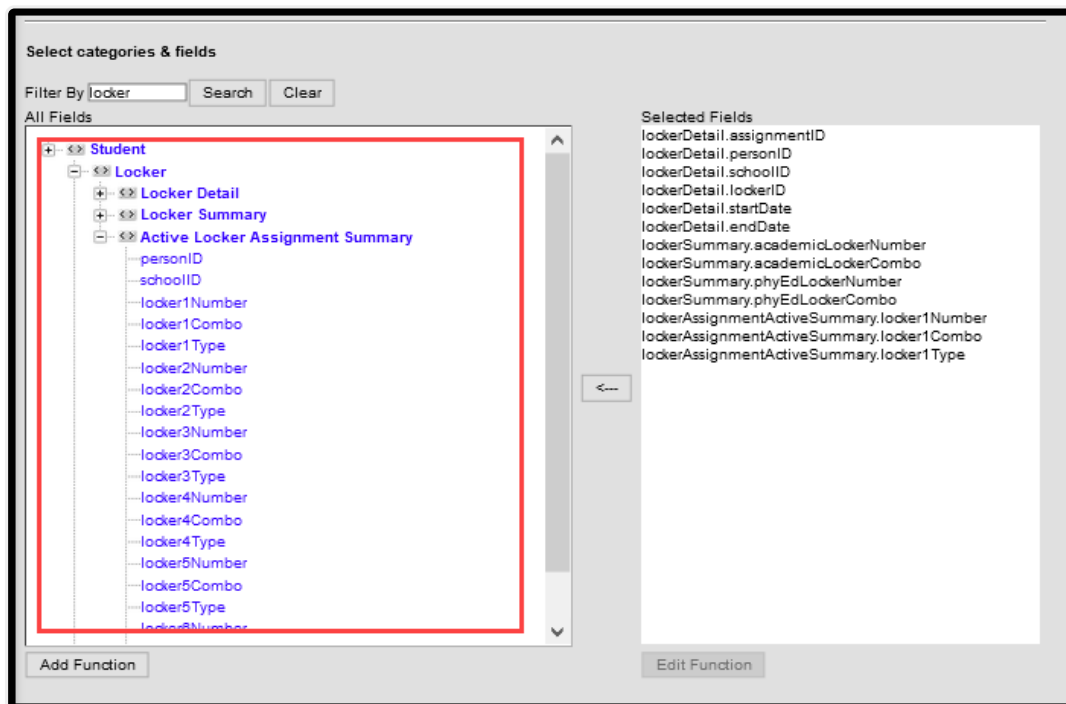 Select categories & fields
Filter By locker Search Clear
All Fields
Student
Locker
Locker Detail
Locker Summary
Active Locker Assignment Summary
personID
schoolID
locker1Number
locker1Combo
locker1Type
locker2Number
locker2Combo
locker2Type
locker3Number
locker3Combo
locker3Type
locker4Number
locker4Combo
locker4Type
locker5Number
locker5Combo
locker5Type
locker6Number
Add Function
<---
Selected Fields
lockerDetail.assignmentID
lockerDetail.personID
lockerDetail.schoolID
lockerDetail.lockerID
lockerDetail.startDate
lockerDetail.endDate
lockerSummary.academicLockerNumber
lockerSummary.academicLockerCombo
lockerSummary.phyEdLockerNumber
lockerSummary.phyEdLockerCombo
lockerAssignmentActiveSummary.locker1Number
lockerAssignmentActiveSummary.locker1Combo
lockerAssignmentActiveSummary.locker1Type
Edit Function